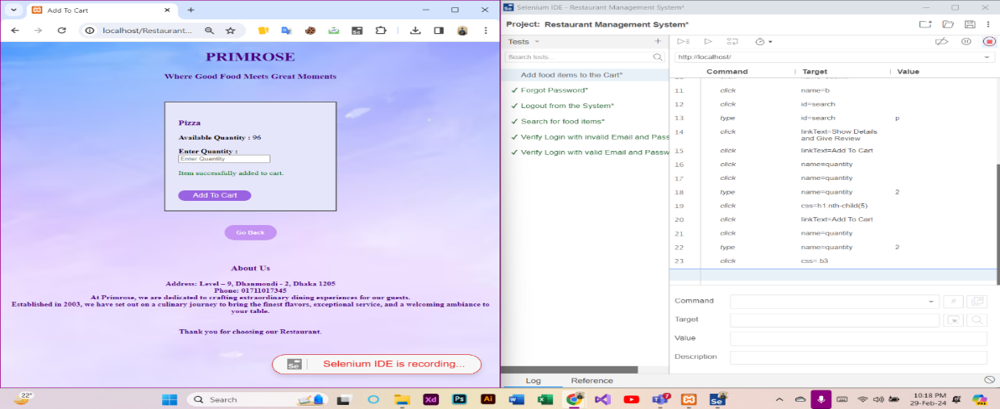 Add To Cart
localhost/Restaurant...
PRIMROSE
Where Good Food Meets Great Moments
Pizza
Available Quantity : 96
Enter Quantity :
Enter Quantity
Item successfully added to cart.
Add To Cart
Go Back
About Us
Address: Level – 9, Dhanmondi - 2, Dhaka 1205
Phone: 01711017345
At Primrose, we are dedicated to crafting extraordinary dining experiences for our guests.
Established in 2003, we have set out on a culinary journey to bring the finest flavors, exceptional service, and a welcoming ambiance to
your table.
Thank you for choosing our Restaurant.
Se Selenium IDE is recording...
Se Selenium IDE - Restaurant Management System*
Project: Restaurant Management System*
Tests
Search tests...
Add food items to the Cart*
✓ Forgot Password*
✓ Logout from the System*
✓ Search for food items*
✓ Verify Login with invalid Email and Pass
✓ Verify Login with valid Email and Passw
http://localhost/
Command Target Value
11 click name=b
12 click id=search
13 type id=search p
14 click linkText=Show Details
and Give Review
15 click linkText=Add To Cart
16 click name=quantity
17 click name=quantity
18 type name=quantity 2
19 click css=h1:nth-child(5)
20 click linkText=Add To Cart
21 click name=quantity
22 type name=quantity 2
23 click css=.b3
Command
//
Target
Value
Description
Log Reference
22°
Search
Xd Ps Ai Se
10:18 PM
29-Feb-24